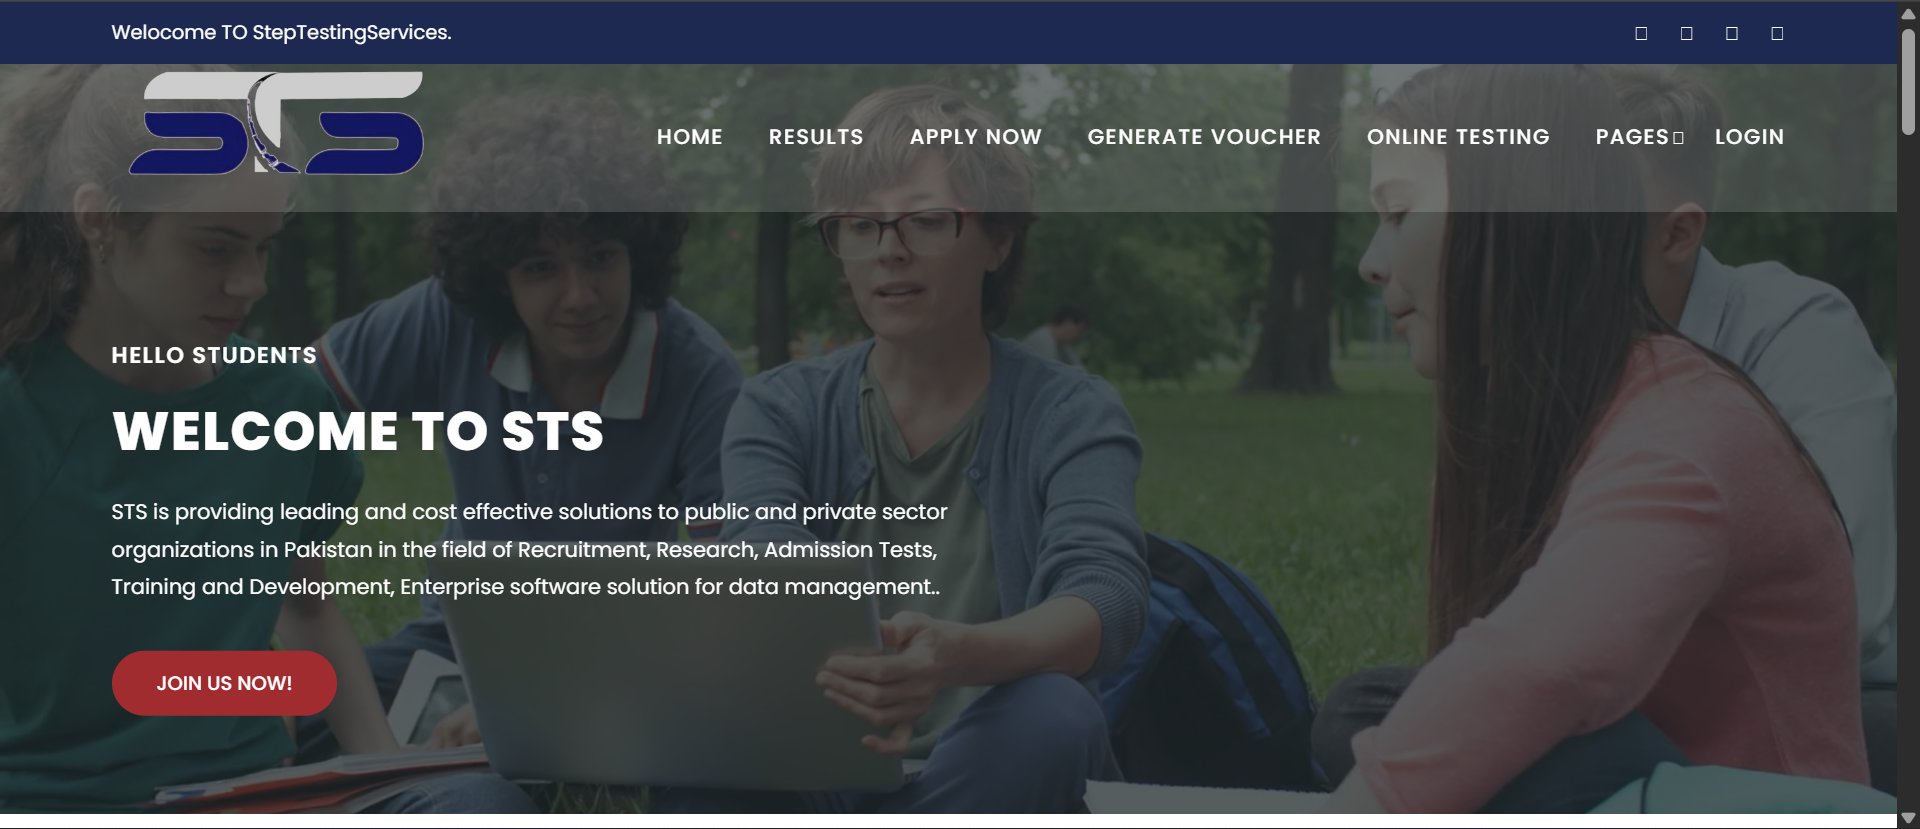 Welocome TO StepTestingServices.
STS
HOME RESULTS APPLY NOW GENERATE VOUCHER ONLINE TESTING PAGES LOGIN
HELLO STUDENTS
WELCOME TO STS
STS is providing leading and cost effective solutions to public and private sector
organizations in Pakistan in the field of Recruitment, Research, Admission Tests,
Training and Development, Enterprise software solution for data management..
JOIN US NOW!